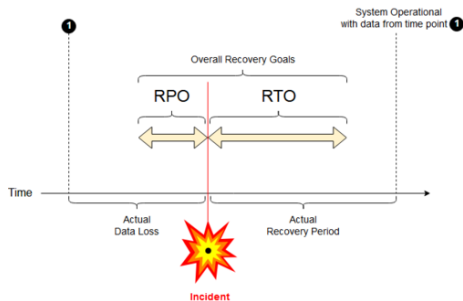 System Operational
with data from time point 1
1
Overall Recovery Goals
RPO
RTO
Time
Actual
Data Loss
Actual
Recovery Period
Incident